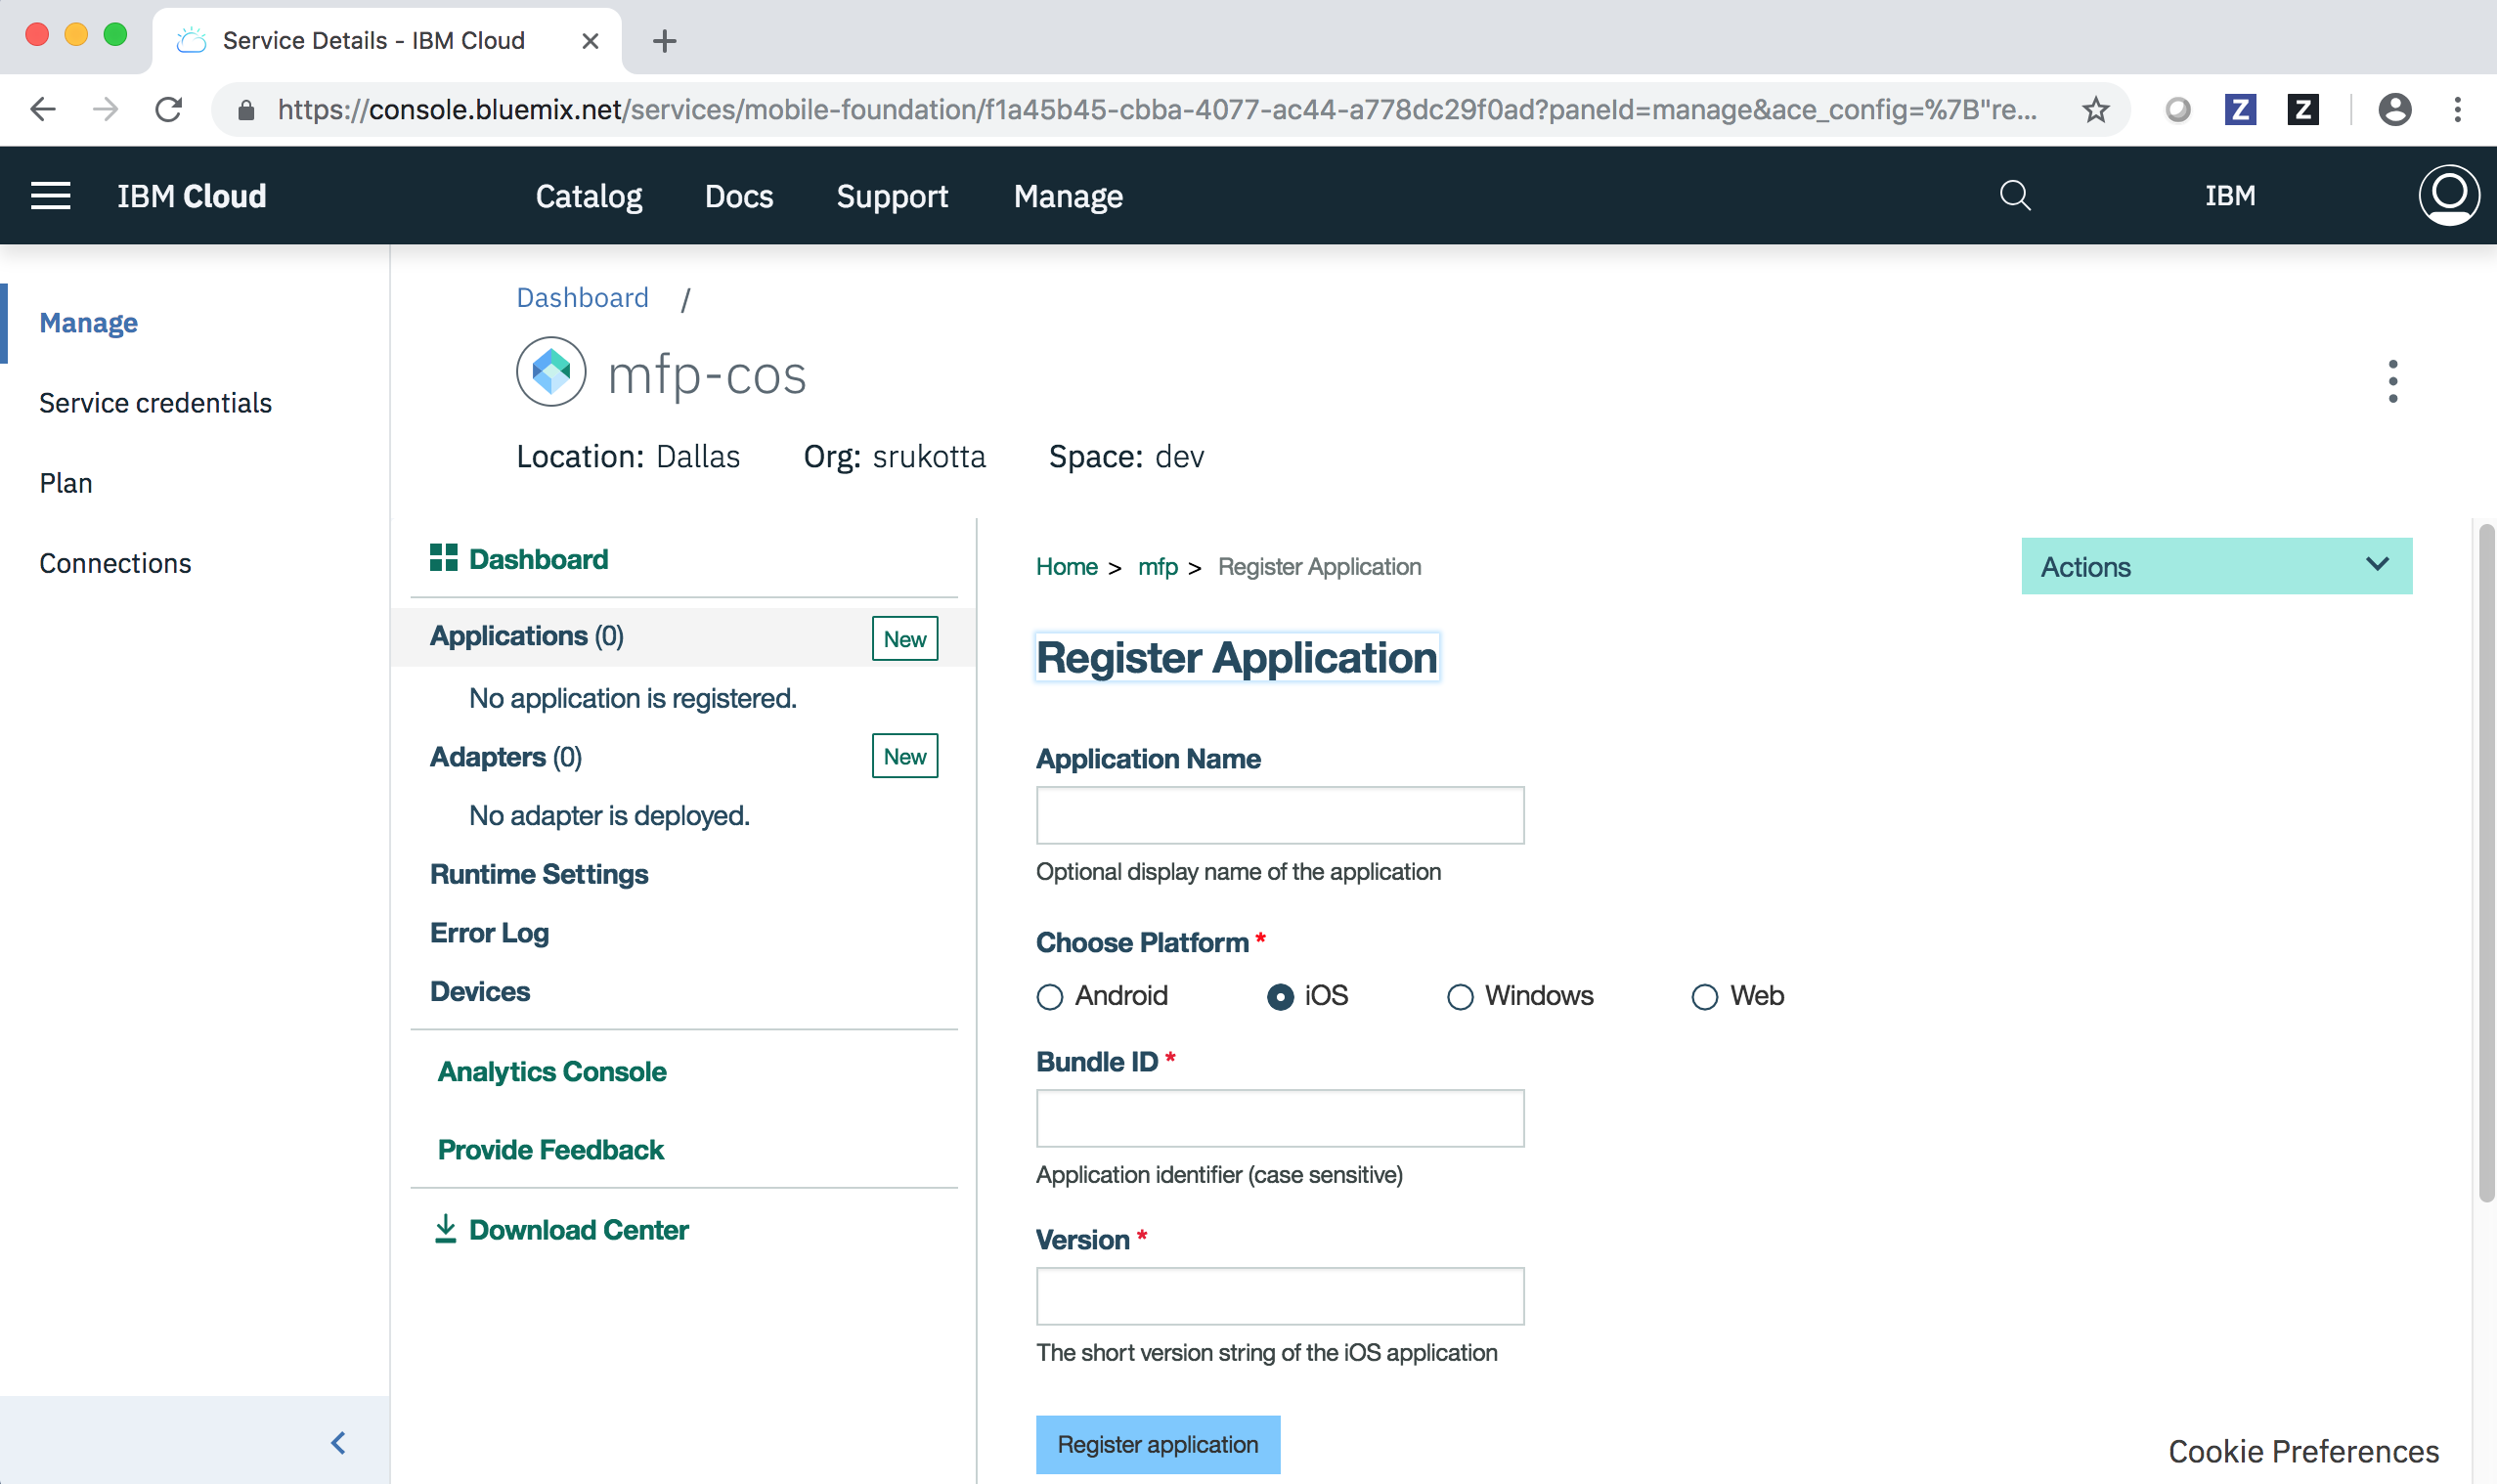 Service Details - IBM Cloud
https://console.bluemix.net/services/mobile-foundation/f1a45b45-cbba-4077-ac44-a778dc29f0ad?paneId=manage&ace_config=%7B"re...
Z
Z
IBM Cloud
Catalog
Docs
Support
Manage
IBM
Manage
Service credentials
Plan
Connections
Dashboard /
mfp-cos
Location: Dallas
Org: srukotta
Space: dev
Dashboard
Applications (0)
New
No application is registered.
Adapters (0)
New
No adapter is deployed.
Runtime Settings
Error Log
Devices
Analytics Console
Provide Feedback
Download Center
Home > mfp > Register Application
Actions
Register Application
Application Name
Optional display name of the application
Choose Platform *
Android
iOS
Windows
Web
Bundle ID *
Application identifier (case sensitive)
Version *
The short version string of the iOS application
Register application
Cookie Preferences